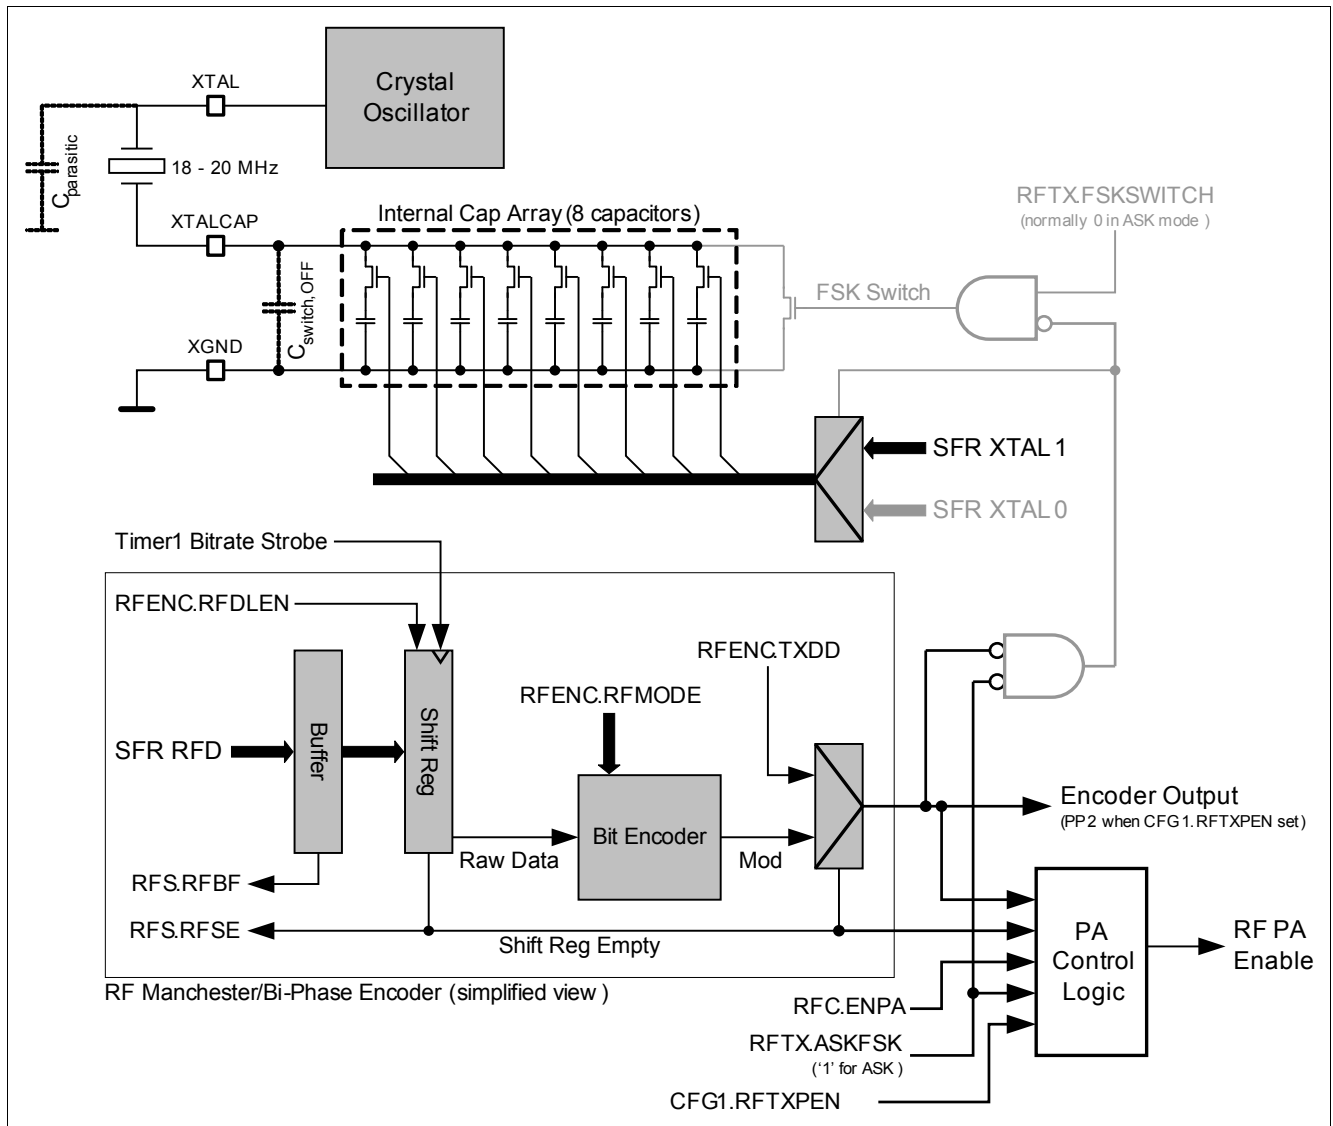 XTAL
Crystal
Oscillator
Cparasitic
18 - 20 MHz
XTALCAP
Internal Cap Array (8 capacitors)
RFTX.FSKSWITCH
(normally 0 in ASK mode )
Cswitch,OFF
FSK Switch
XGND
SFR XTAL 1
SFR XTAL 0
Timer1 Bitrate Strobe
RFENC.RFDLEN
RFENC.TXDD
RFENC.RFMODE
SFR RFD
Buffer
Shift Reg
Bit Encoder
Raw Data
Mod
Encoder Output
(PP2 when CFG1.RFTXPEN set)
RFS.RFBF
RFS.RFSE
Shift Reg Empty
PA
Control
Logic
RF PA
Enable
RF Manchester/Bi-Phase Encoder (simplified view )
RFC.ENPA
RFTX.ASKFSK
('1' for ASK )
CFG1.RFTXPEN